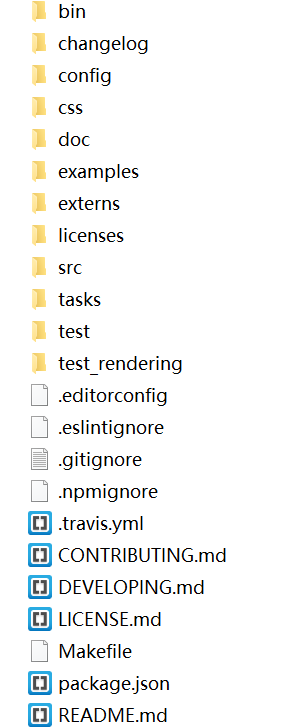 bin
changelog
config
css
doc
examples
externs
licenses
src
tasks
test
test_rendering
.editorconfig
.eslintignore
.gitignore
.npmignore
.travis.yml
CONTRIBUTING.md
DEVELOPING.md
LICENSE.md
Makefile
package.json
README.md